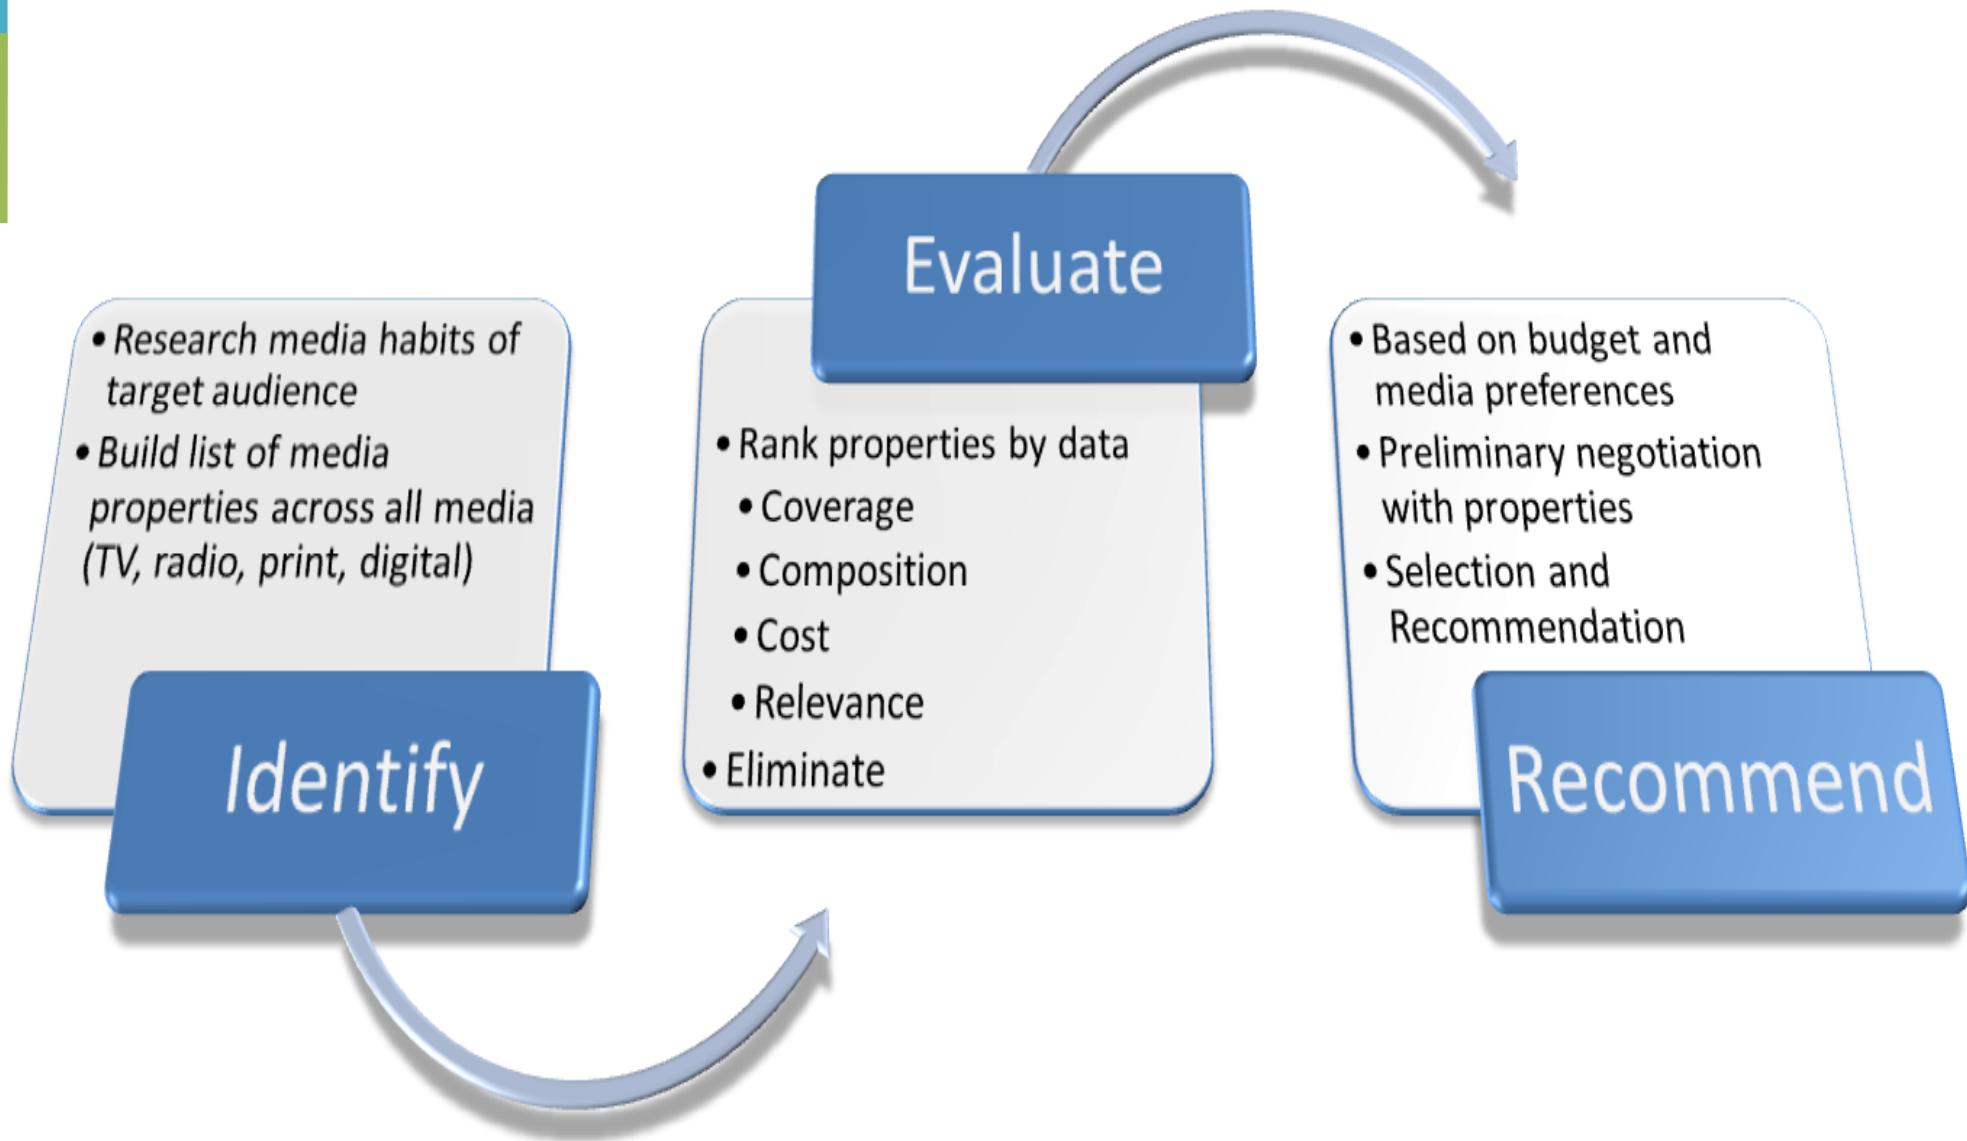 • Research media habits of
target audience
• Build list of media
properties across all media
(TV, radio, print, digital)
Identify
Evaluate
• Rank properties by data
• Coverage
• Composition
• Cost
• Relevance
• Eliminate
• Based on budget and
media preferences
• Preliminary negotiation
with properties
• Selection and
Recommendation
Recommend